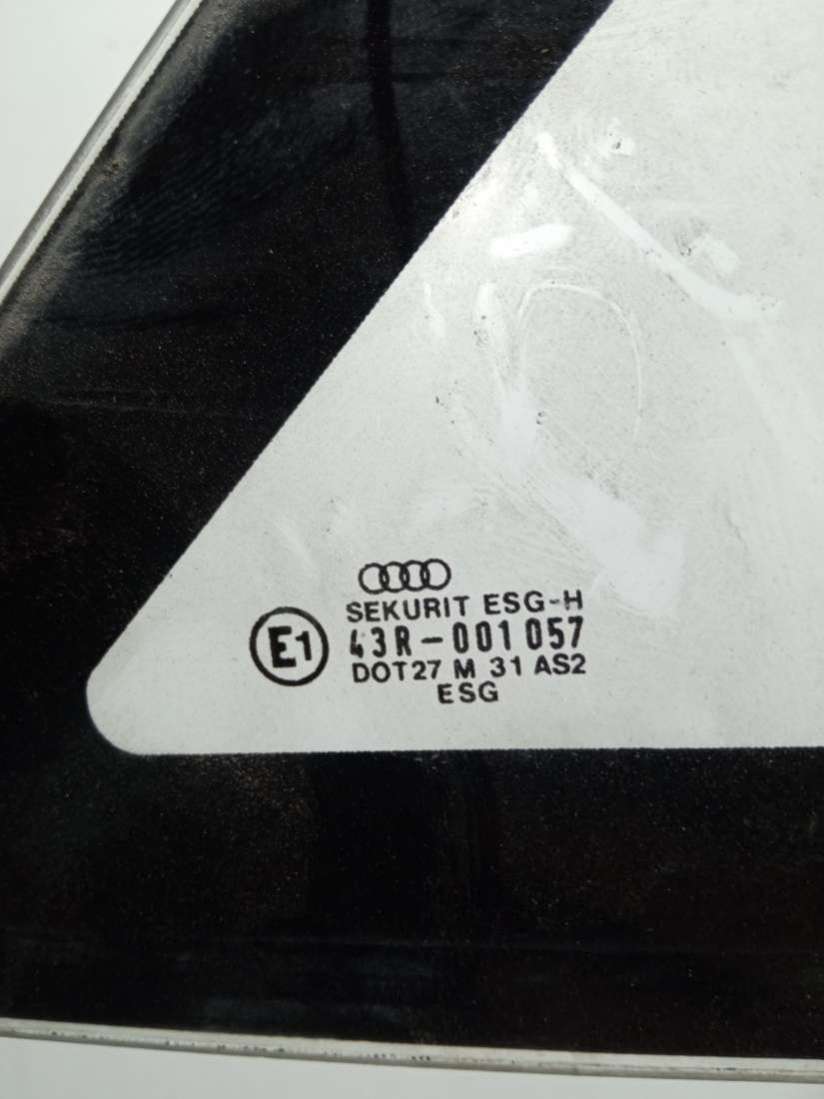 SEKURIT ESG-H
E1 43R-001057
DOT27 M 31 AS2
ESG